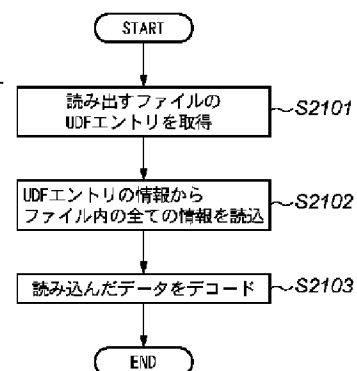 START
読み出すファイルの
UDFエントリを取得
S2101
UDFエントリの情報から
ファイル内の全ての情報を読込
S2102
読み込んだデータをデコード
S2103
END